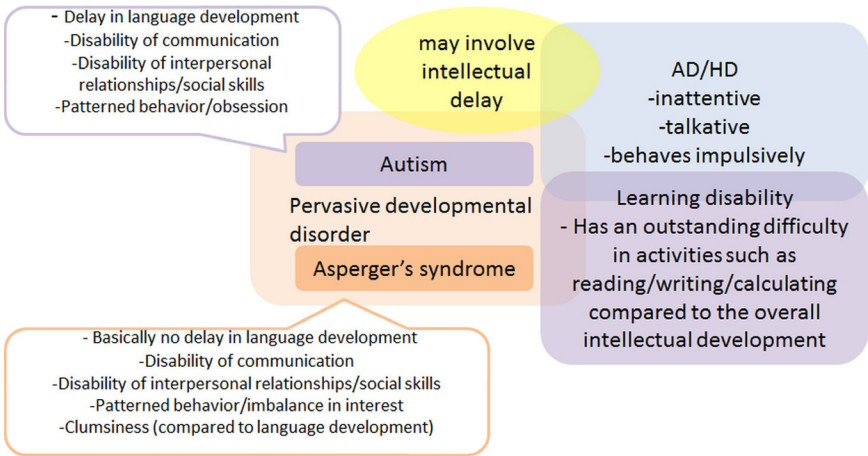 - Delay in language development
-Disability of communication
-Disability of interpersonal
relationships/social skills
-Patterned behavior/obsession
may involve
intellectual
delay
AD/HD
-inattentive
-talkative
-behaves impulsively
Autism
Pervasive developmental
disorder
Asperger's syndrome
Learning disability
- Has an outstanding difficulty
in activities such as
reading/writing/calculating
compared to the overall
intellectual development
- Basically no delay in language development
-Disability of communication
-Disability of interpersonal relationships/social skills
-Patterned behavior/imbalance in interest
-Clumsiness (compared to language development)